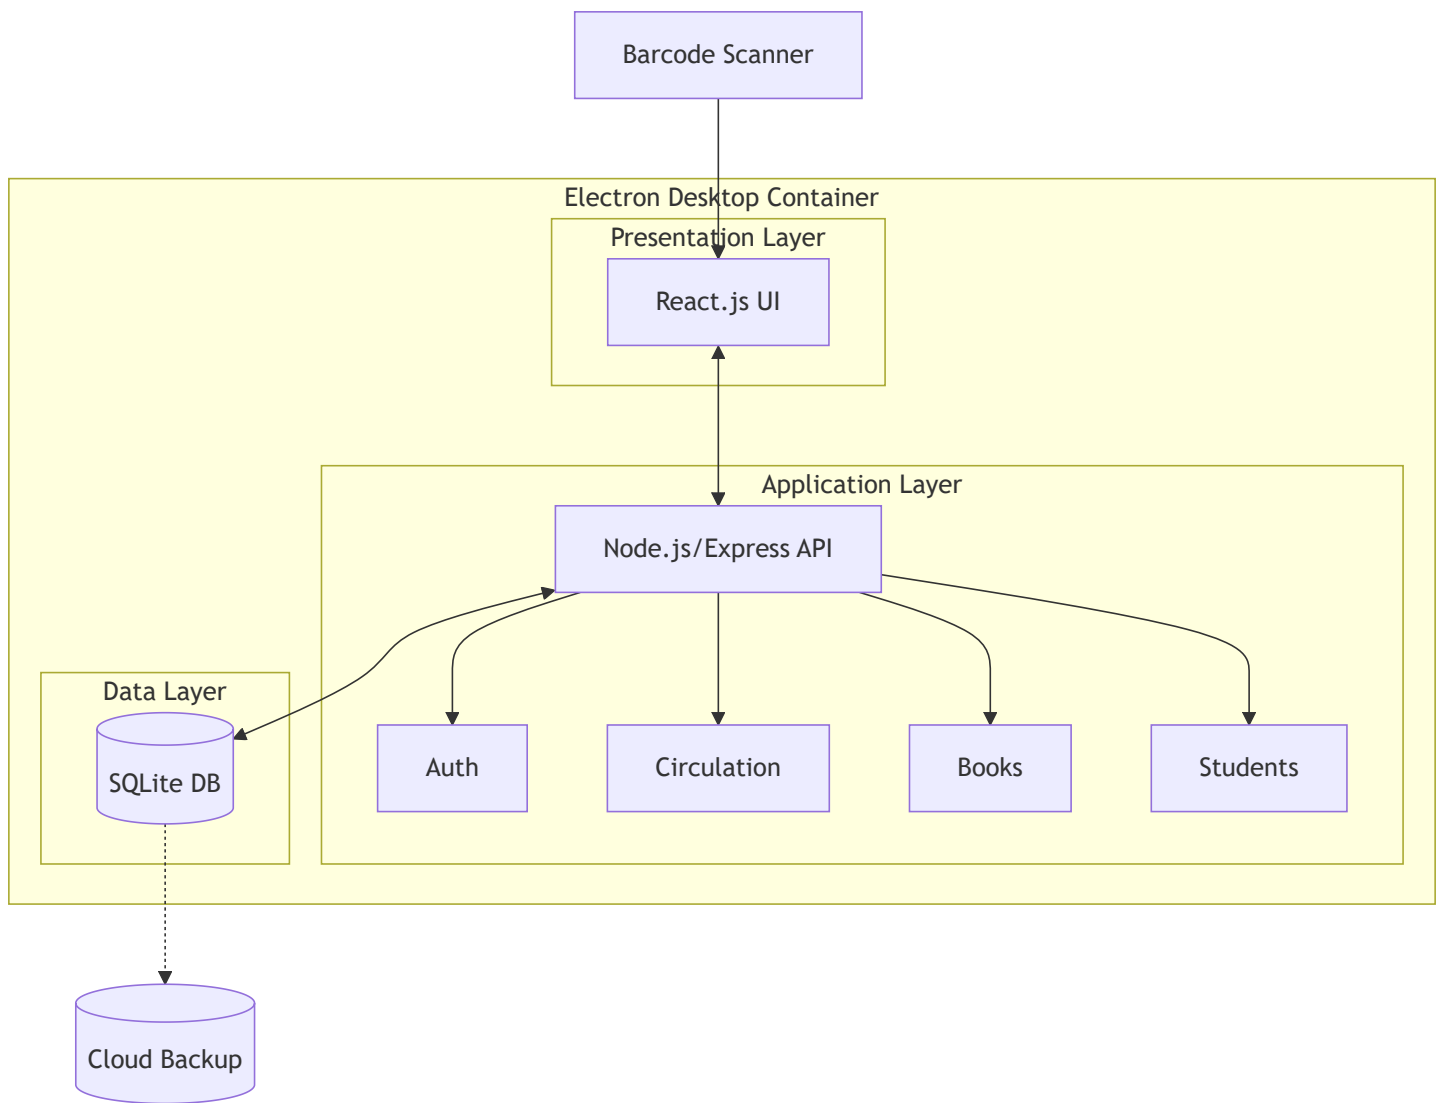 Barcode Scanner
Electron Desktop Container
Presentation Layer
React.js UI
Application Layer
Node.js/Express API
Data Layer
SQLite DB
Auth
Circulation
Books
Students
Cloud Backup